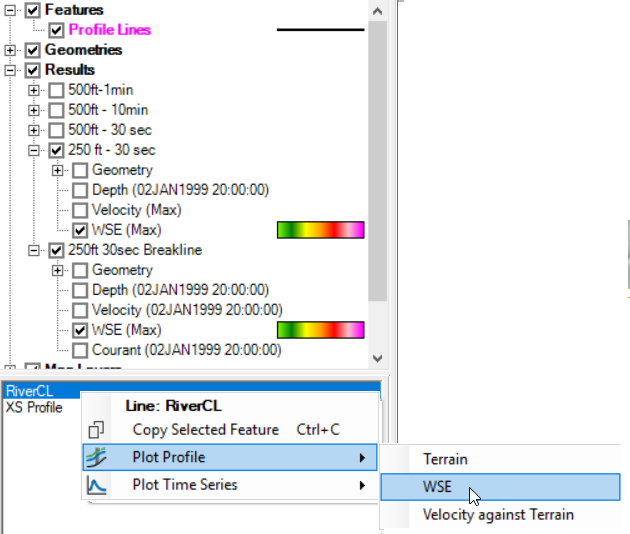 Features
Profile Lines
Geometries
Results
500ft-1min
500ft - 10min
500ft - 30 sec
250 ft - 30 sec
Geometry
Depth (02JAN1999 20:00:00)
Velocity (Max)
WSE (Max)
250ft 30sec Breakline
Geometry
Depth (02JAN1999 20:00:00)
Velocity (02JAN1999 20:00:00)
WSE (Max)
Courant (02JAN1999 20:00:00)
Map Layers
RiverCL
XS Profile
Line: RiverCL
Copy Selected Feature Ctrl+C
Plot Profile
Plot Time Series
Terrain
WSE
Velocity against Terrain